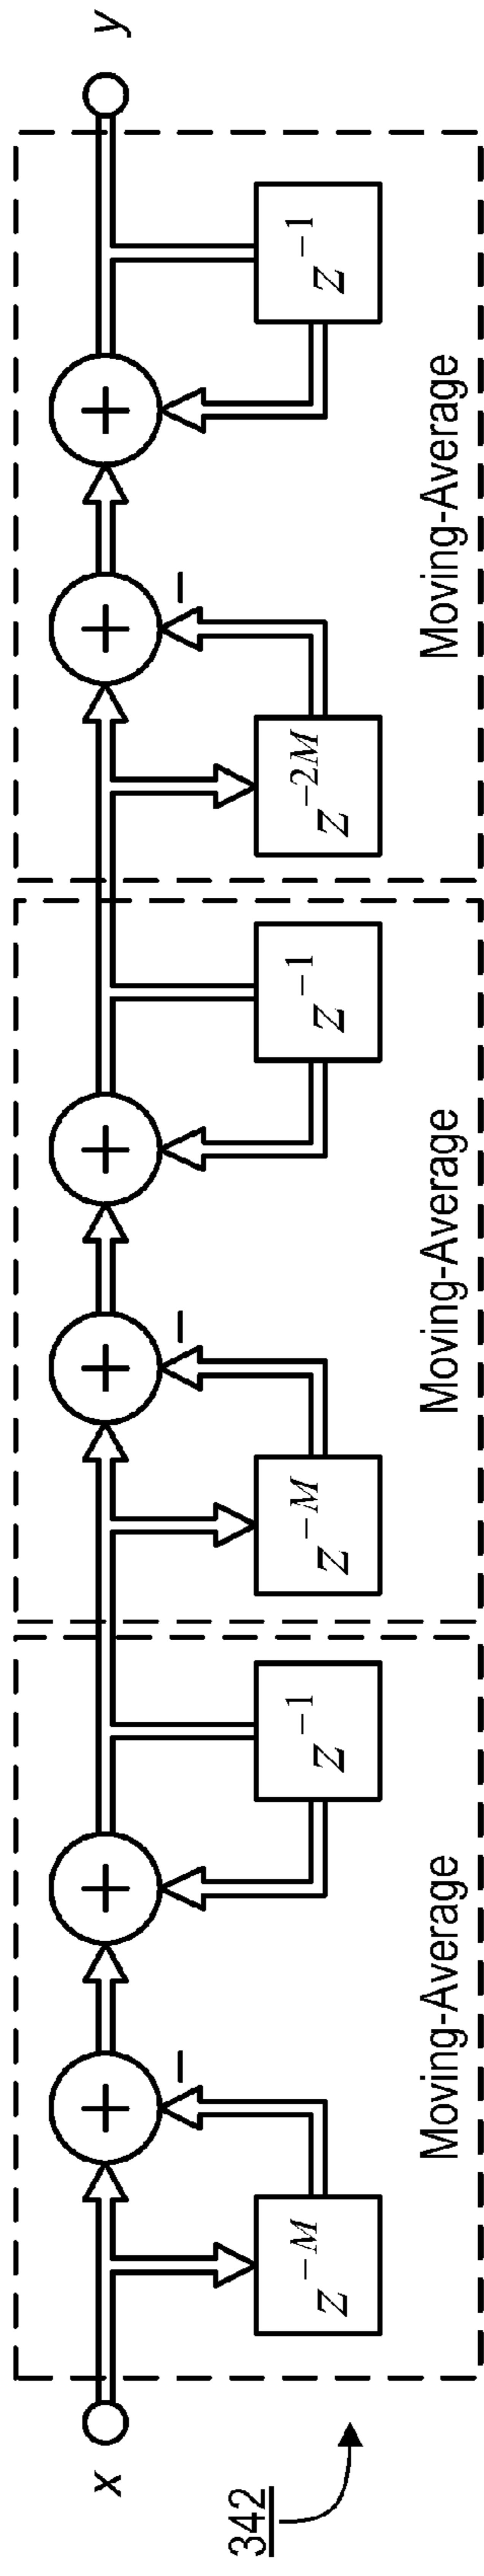 x
z⁻ᴹ
−
+
+
z⁻¹
Moving-Average
z⁻ᴹ
−
+
+
z⁻¹
Moving-Average
z⁻²ᴹ
−
+
+
z⁻¹
Moving-Average
y
342